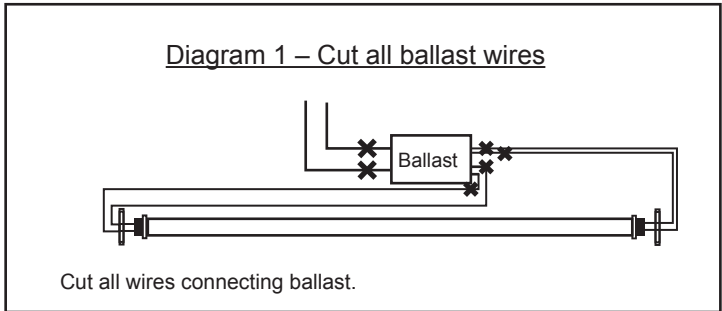 Diagram 1 – Cut all ballast wires
Ballast
Cut all wires connecting ballast.